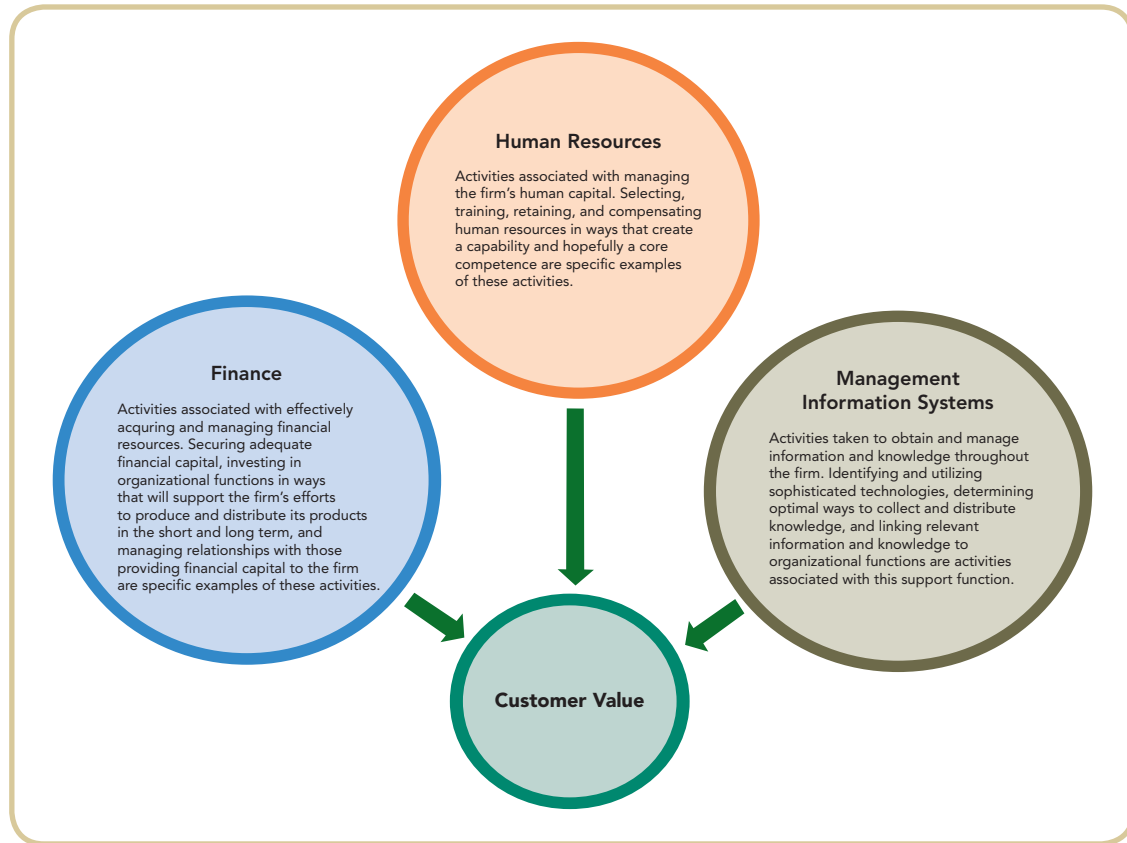 Human Resources
Activities associated with managing
the firm's human capital. Selecting,
training, retaining, and compensating
human resources in ways that create
a capability and hopefully a core
competence are specific examples
of these activities.
Finance
Activities associated with effectively
acquring and managing financial
resources. Securing adequate
financial capital, investing in
organizational functions in ways
that will support the firm's efforts
to produce and distribute its products
in the short and long term, and
managing relationships with those
providing financial capital to the firm
are specific examples of these activities.
Management
Information Systems
Activities taken to obtain and manage
information and knowledge throughout
the firm. Identifying and utilizing
sophisticated technologies, determining
optimal ways to collect and distribute
knowledge, and linking relevant
information and knowledge to
organizational functions are activities
associated with this support function.
Customer Value